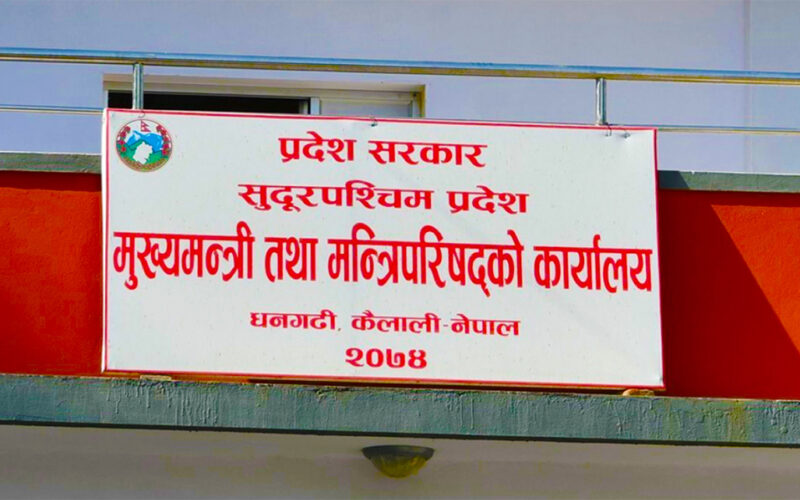 प्रदेश सरकार
सुदूरपश्चिम प्रदेश
मुख्यमन्त्री तथा मन्त्रिपरिषद्को कार्यालय
धनगढी, कैलाली-नेपाल
२०७४